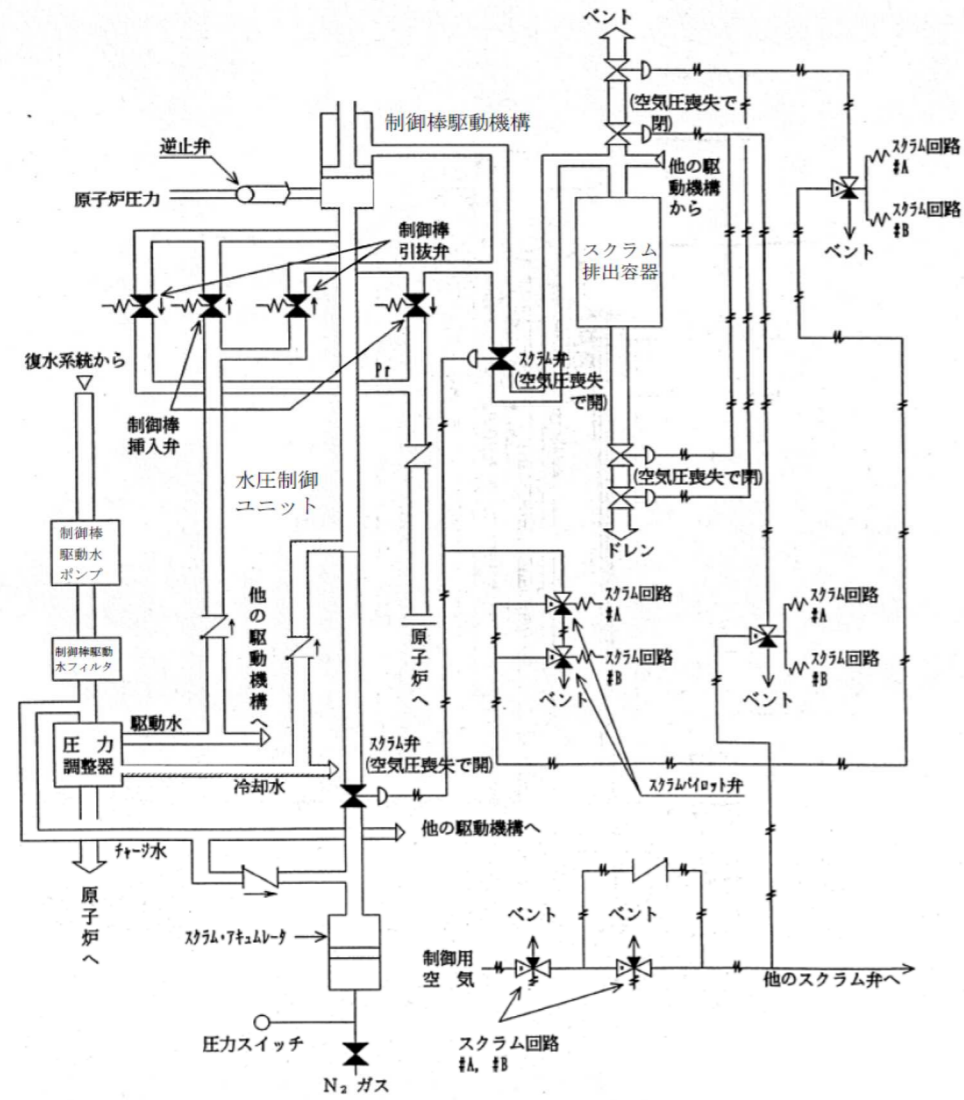 ベント
(空気圧喪失で
閉)
制御棒駆動機構
逆止弁
他の駆
動機構
から
スクラム回路
#A
原子炉圧力
制御棒
引抜弁
スクラム回路
#B
ベント
スクラム
排出容器
復水系統から
Pr
スクラム弁
(空気圧喪失
で開)
制御棒
挿入弁
水圧制御
ユニット
(空気圧喪失で閉)
制御棒
駆動水
ポンプ
ドレン
他の駆動機構へ
スクラム回路
#A
スクラム回路
#A
原子炉へ
制御棒駆動
水フィルタ
スクラム回路
#B
スクラム回路
#B
ベント
ベント
駆動水
圧力
調整器
スクラム弁
(空気圧喪失で開)
冷却水
スクラムパイロット弁
他の駆動機構へ
チャージ水
原子炉へ
スクラム・アキュムレータ
ベント
ベント
制御用
空気
他のスクラム弁へ
圧力スイッチ
スクラム回路
#A, #B
N₂ ガス